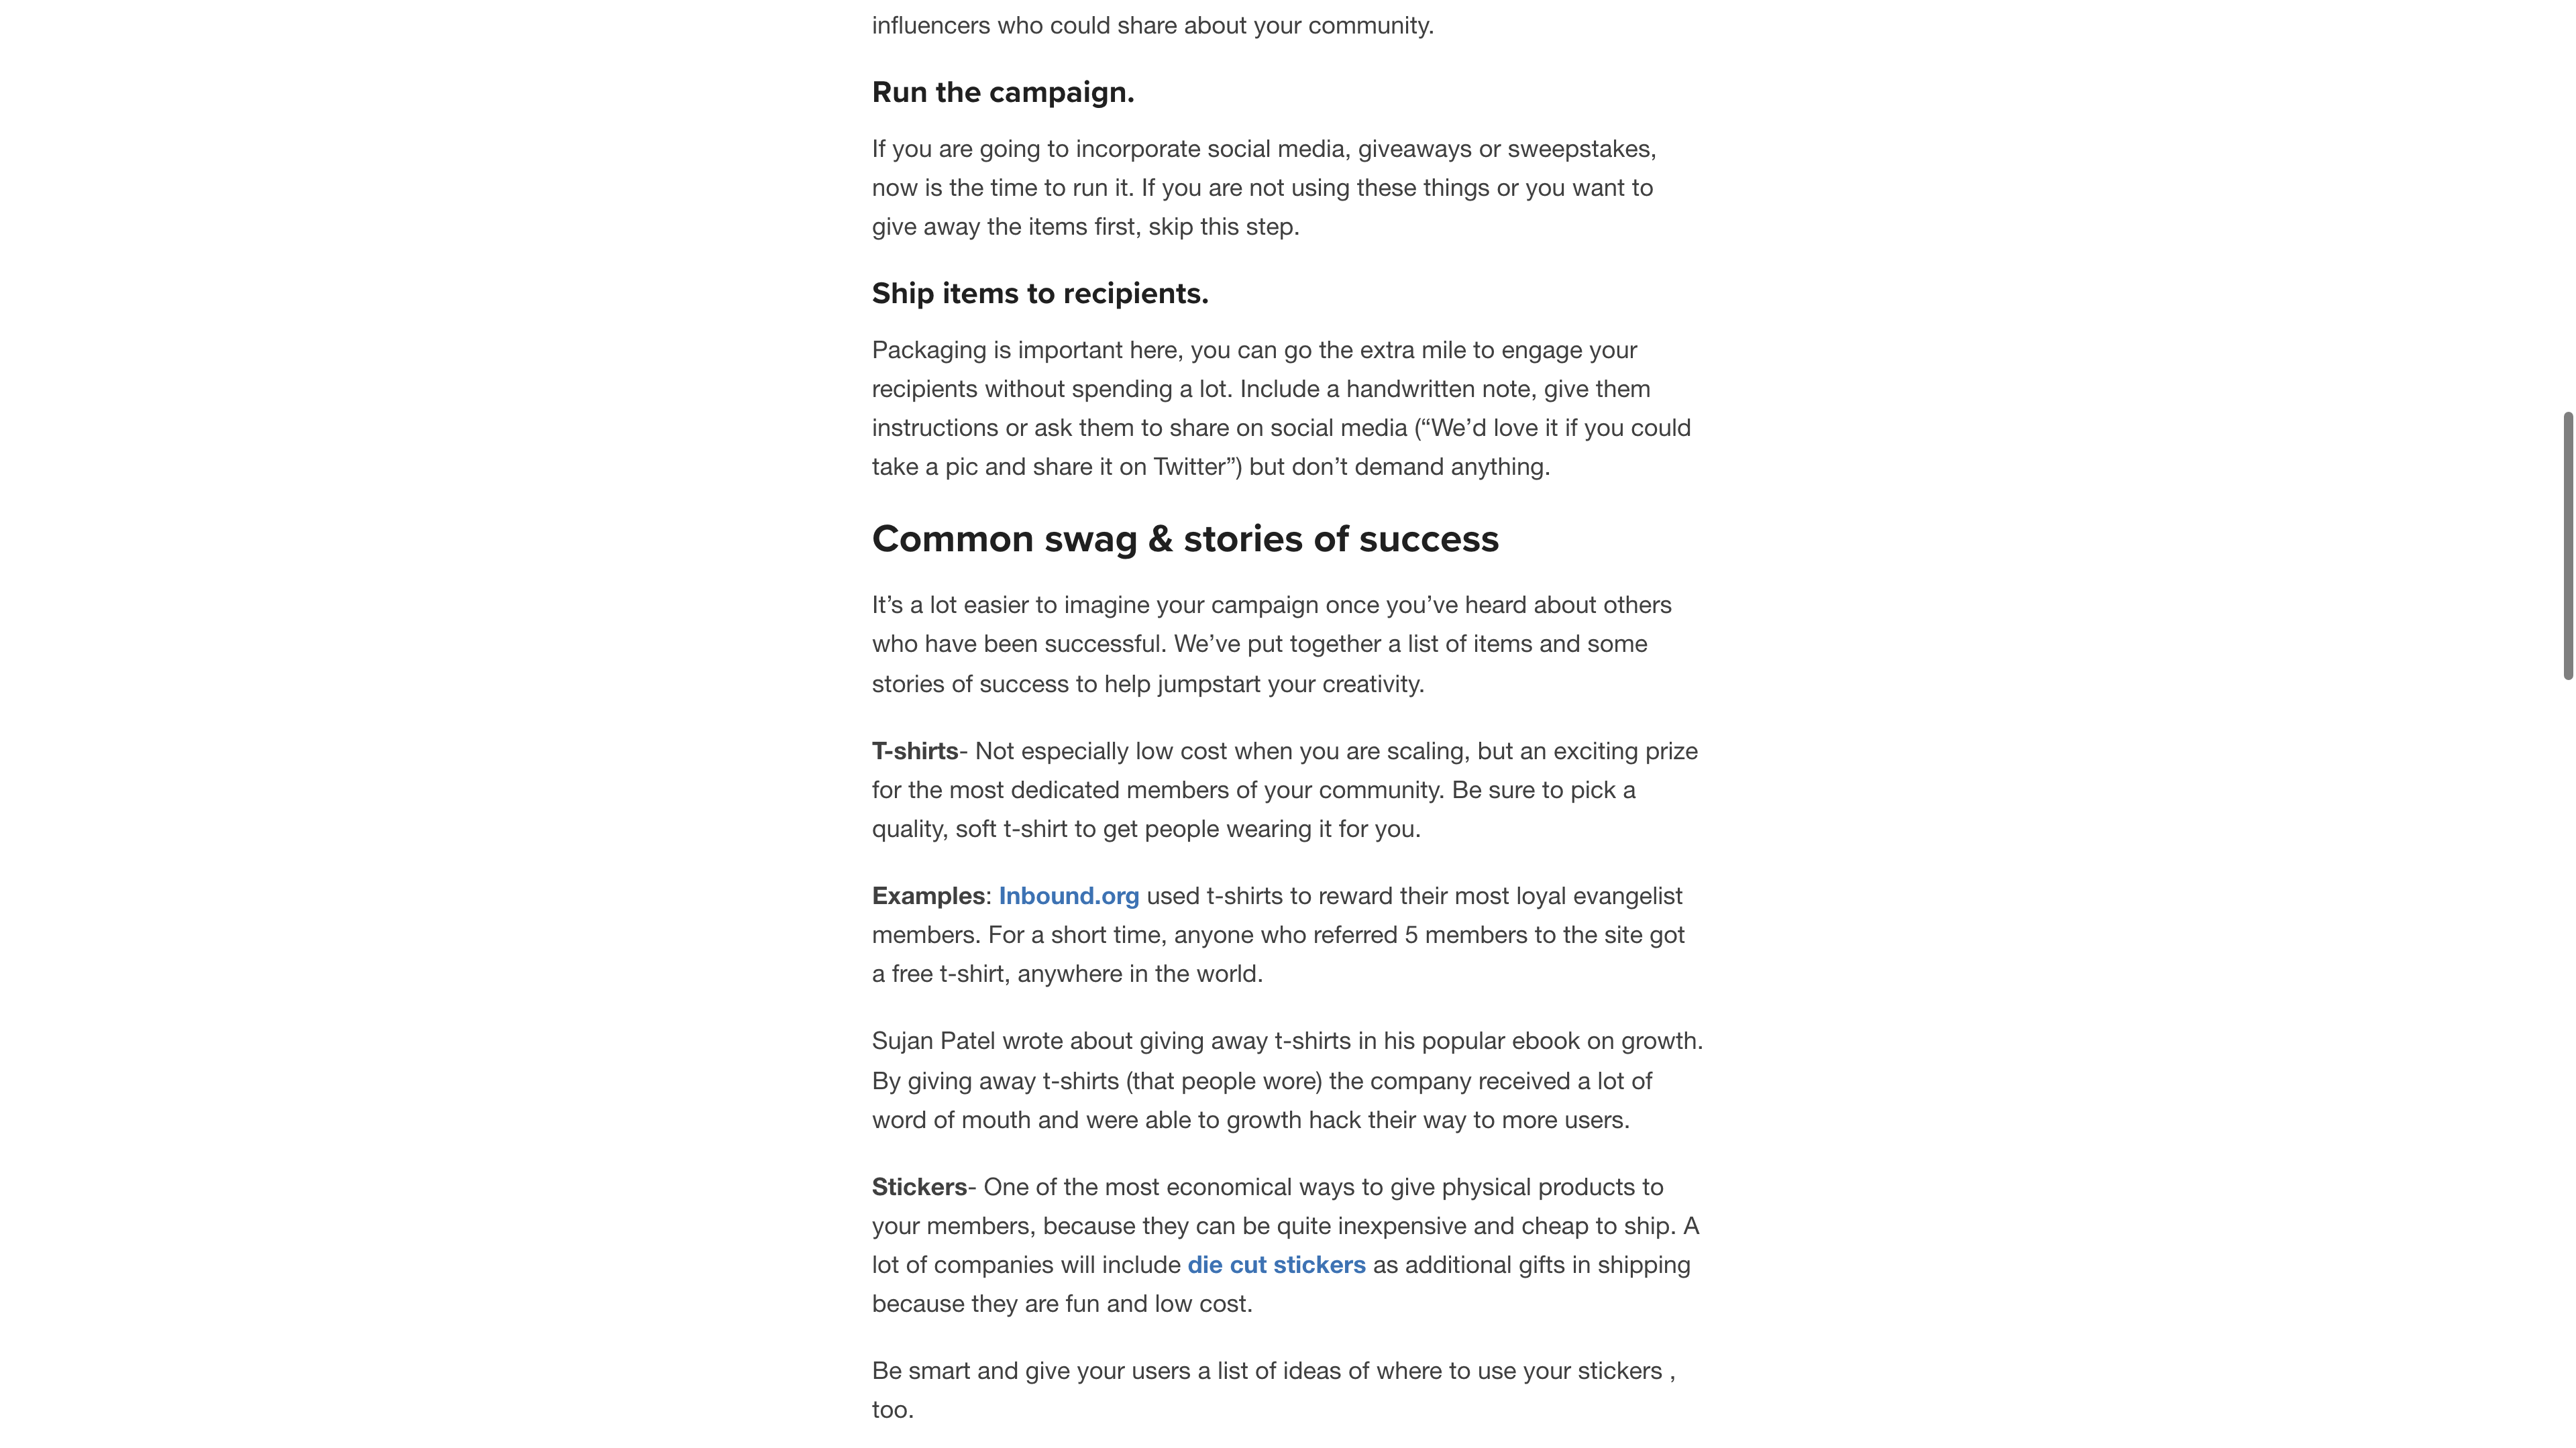 influencers who could share about your community.
Run the campaign.
If you are going to incorporate social media, giveaways or sweepstakes,
now is the time to run it. If you are not using these things or you want to
give away the items first, skip this step.
Ship items to recipients.
Packaging is important here, you can go the extra mile to engage your
recipients without spending a lot. Include a handwritten note, give them
instructions or ask them to share on social media (“We’d love it if you could
take a pic and share it on Twitter”) but don’t demand anything.
Common swag & stories of success
It’s a lot easier to imagine your campaign once you’ve heard about others
who have been successful. We’ve put together a list of items and some
stories of success to help jumpstart your creativity.
T-shirts- Not especially low cost when you are scaling, but an exciting prize
for the most dedicated members of your community. Be sure to pick a
quality, soft t-shirt to get people wearing it for you.
Examples: Inbound.org used t-shirts to reward their most loyal evangelist
members. For a short time, anyone who referred 5 members to the site got
a free t-shirt, anywhere in the world.
Sujan Patel wrote about giving away t-shirts in his popular ebook on growth.
By giving away t-shirts (that people wore) the company received a lot of
word of mouth and were able to growth hack their way to more users.
Stickers- One of the most economical ways to give physical products to
your members, because they can be quite inexpensive and cheap to ship. A
lot of companies will include die cut stickers as additional gifts in shipping
because they are fun and low cost.
Be smart and give your users a list of ideas of where to use your stickers ,
too.